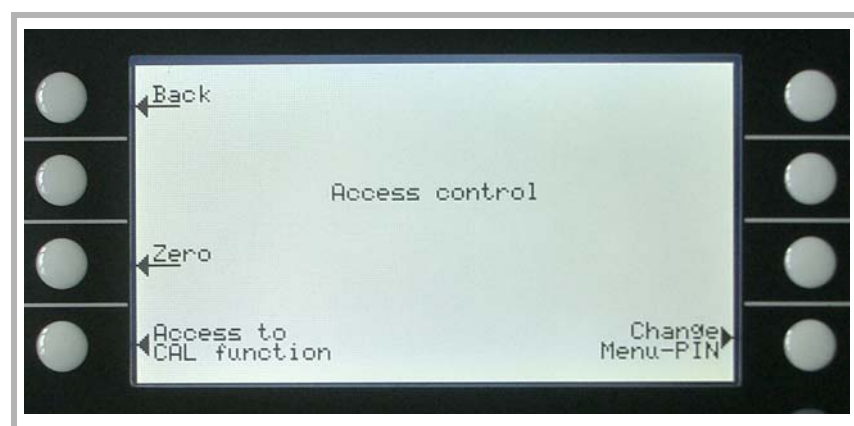 Back
Access control
Zero
Access to
CAL function
Change
Menu-PIN